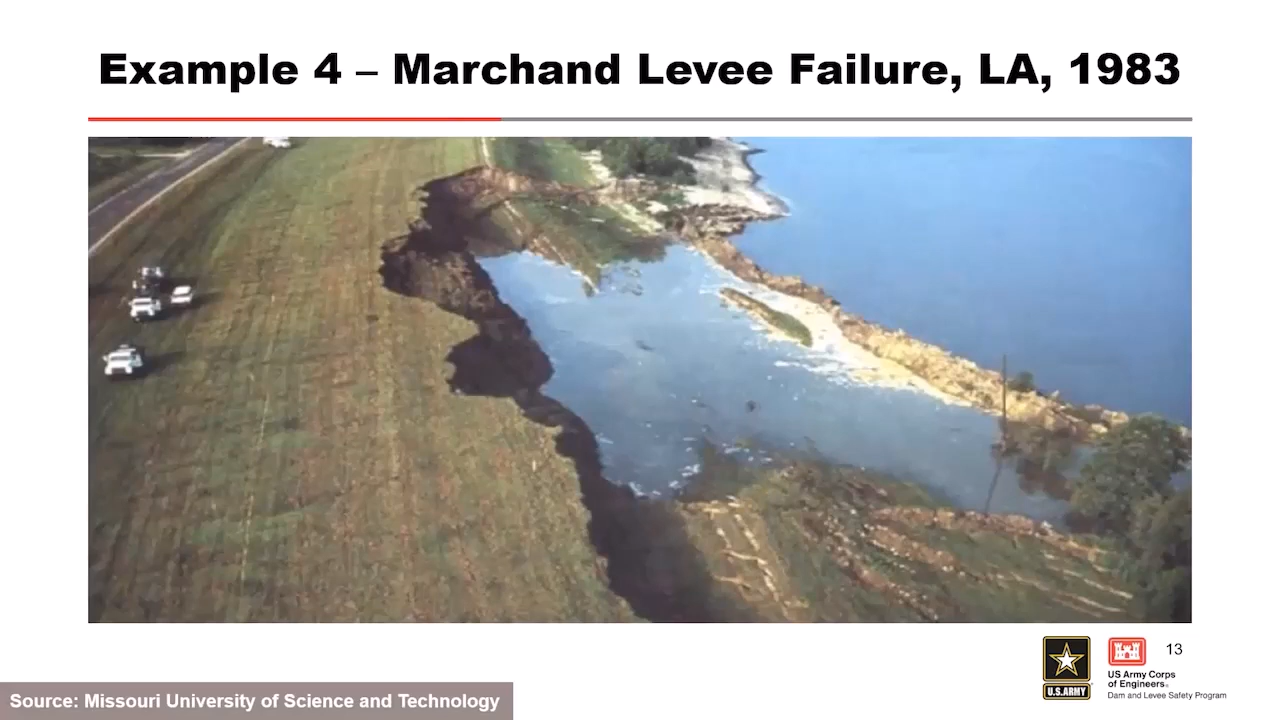 Example 4 – Marchand Levee Failure, LA, 1983
13
U.S.ARMY
US Army Corps
of Engineers®
Dam and Levee Safety Program
Source: Missouri University of Science and Technology